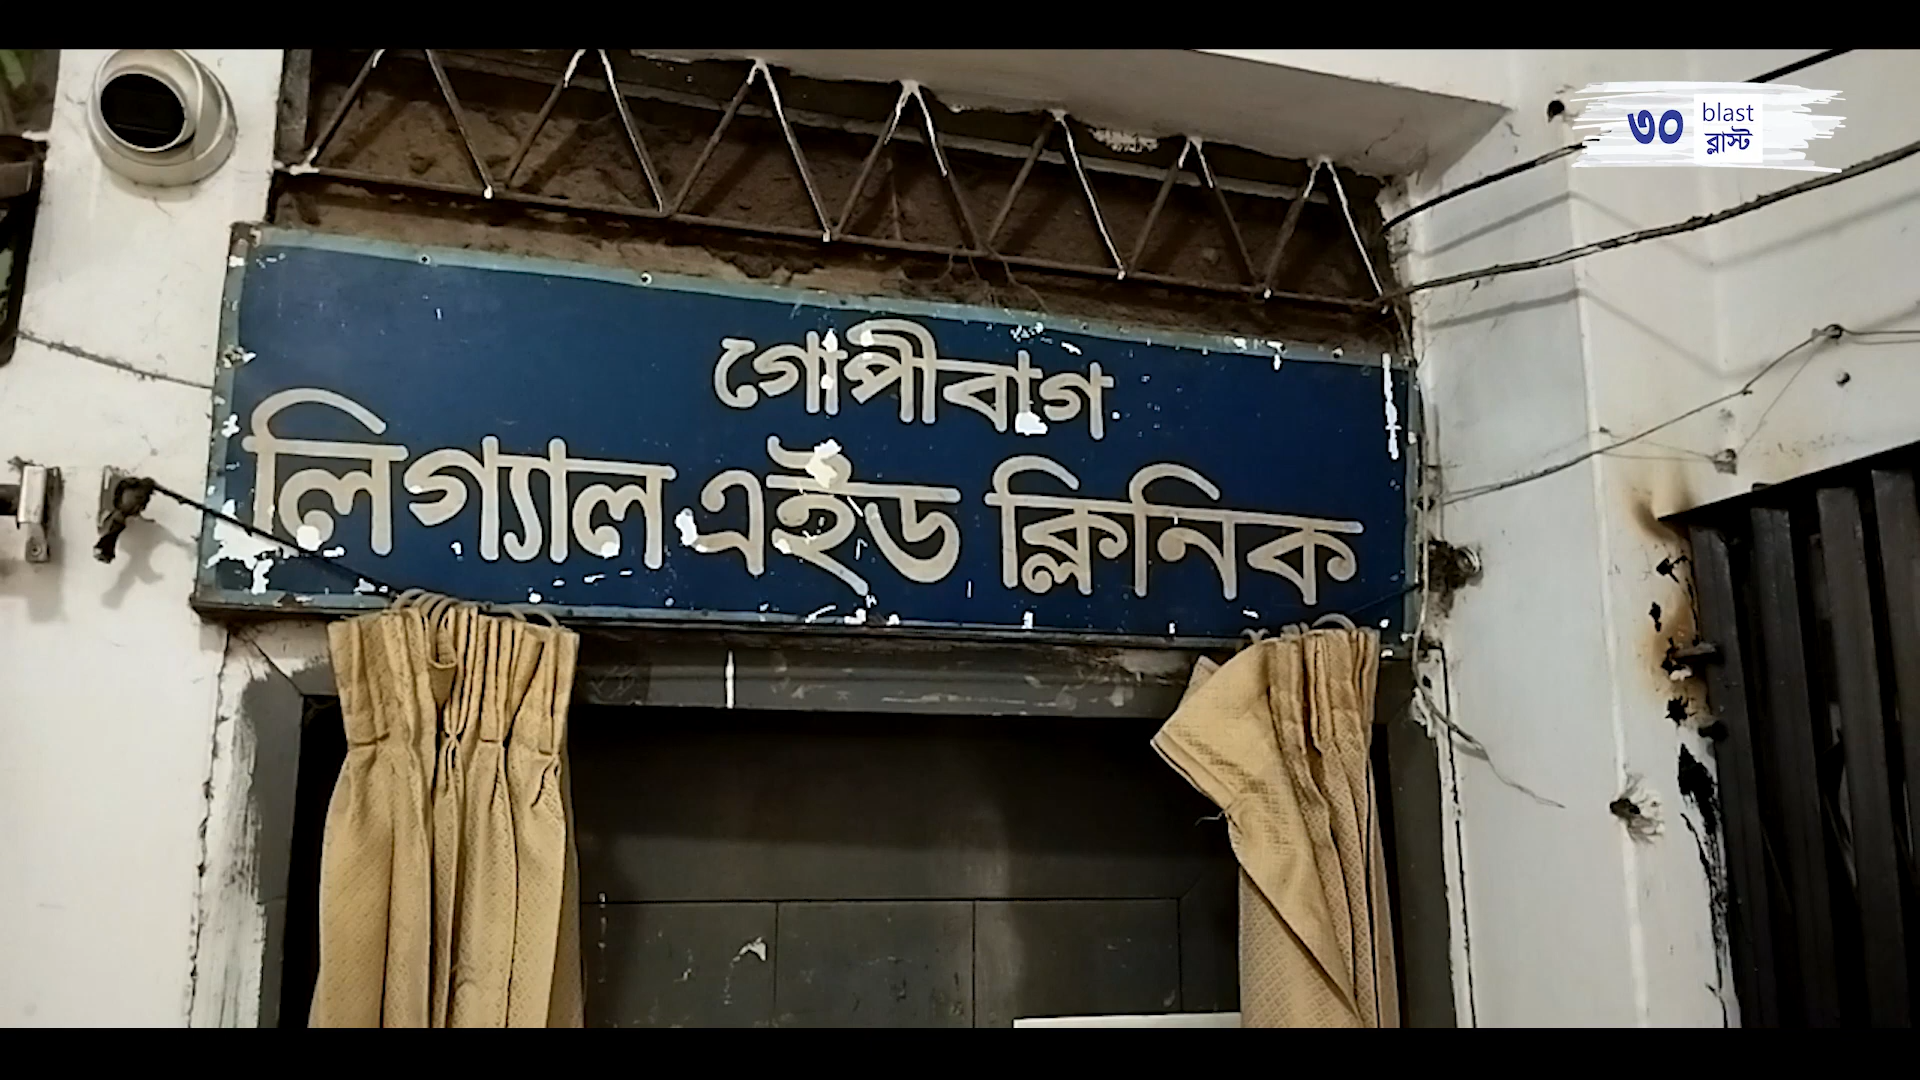 গোপীবাগ
লিগ্যাল এইড ক্লিনিক
৩০ blast
ব্লাস্ট